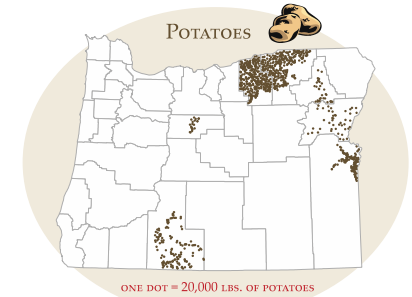 Potatoes
one dot = 20,000 lbs. of potatoes